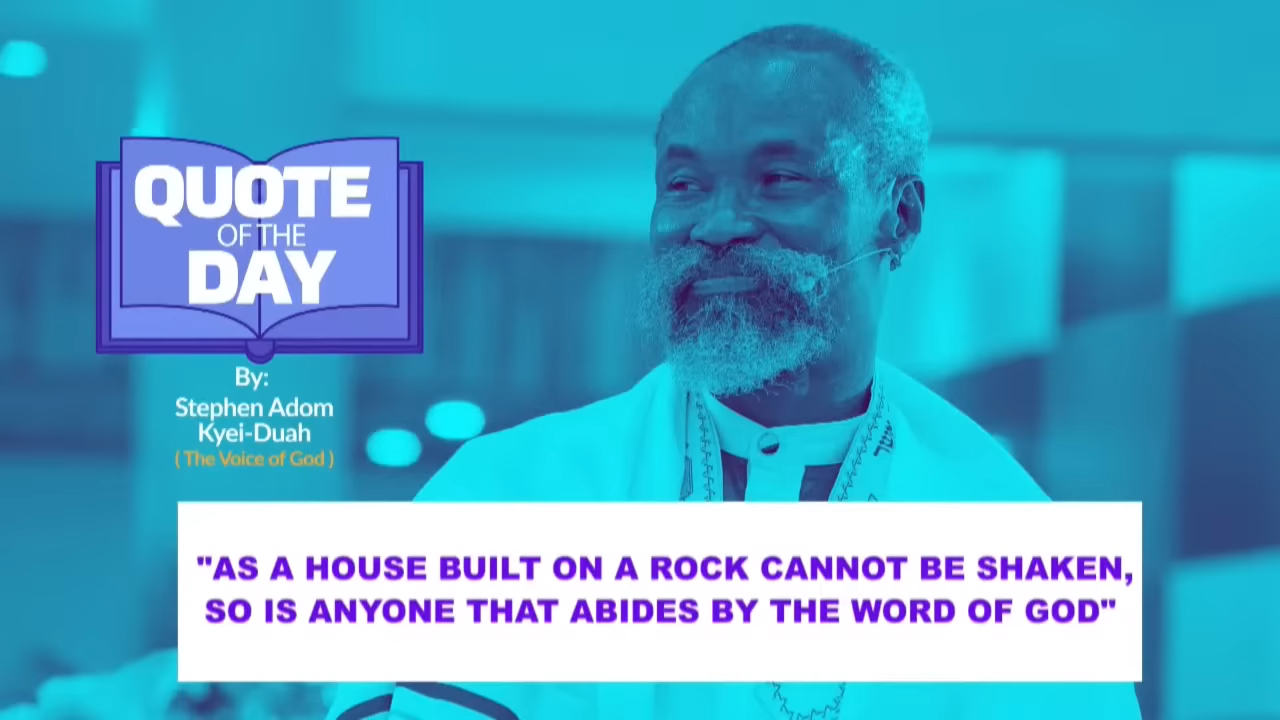 QUOTE
OF THE
DAY
By:
Stephen Adom
Kyei-Duah
( The Voice of God )
"AS A HOUSE BUILT ON A ROCK CANNOT BE SHAKEN,
SO IS ANYONE THAT ABIDES BY THE WORD OF GOD"